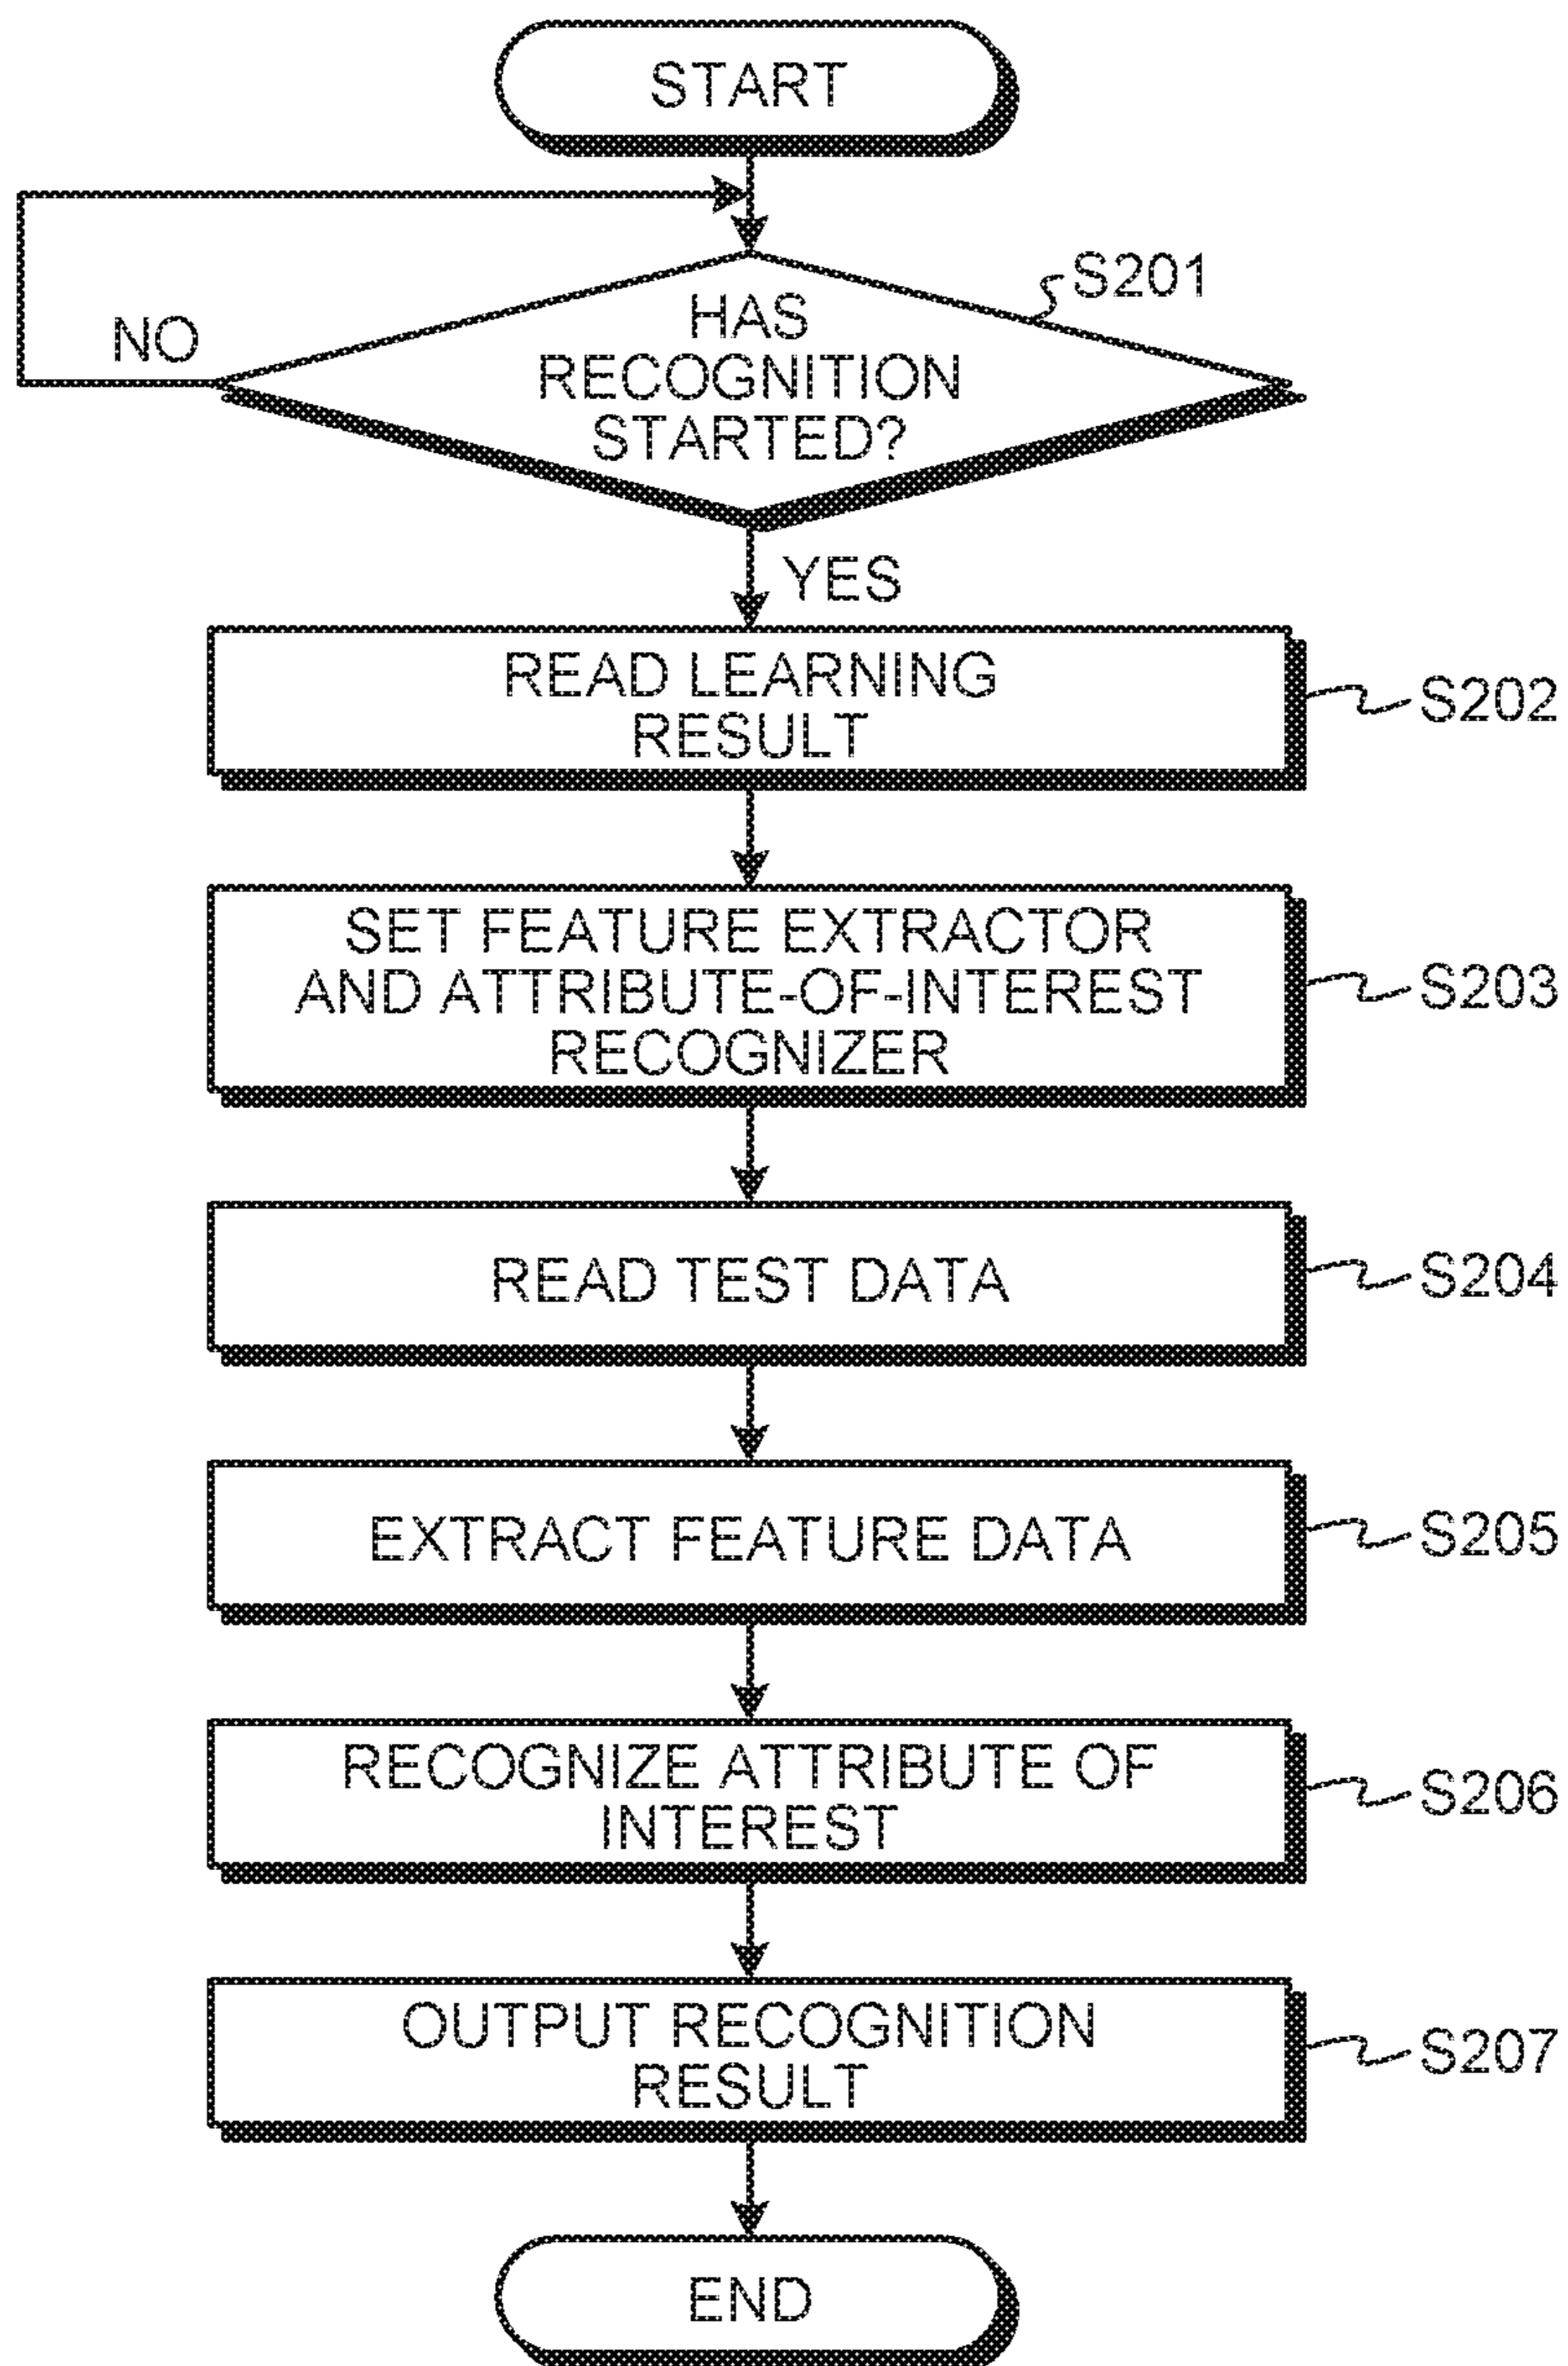 START
S201
NO
HAS
RECOGNITION
STARTED?
YES
READ LEARNING
RESULT
S202
SET FEATURE EXTRACTOR
AND ATTRIBUTE-OF-INTEREST
RECOGNIZER
S203
READ TEST DATA
S204
EXTRACT FEATURE DATA
S205
RECOGNIZE ATTRIBUTE OF
INTEREST
S206
OUTPUT RECOGNITION
RESULT
S207
END